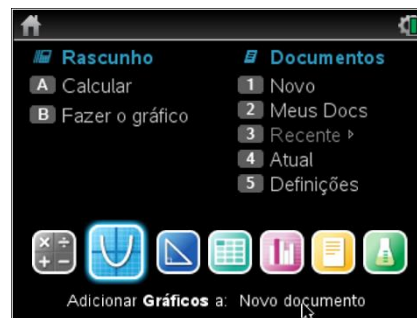 Rascunho
A Calcular
B Fazer o gráfico
Documentos
1 Novo
2 Meus Docs
3 Recente ▸
4 Atual
5 Definições
Adicionar Gráficos a: Novo documento